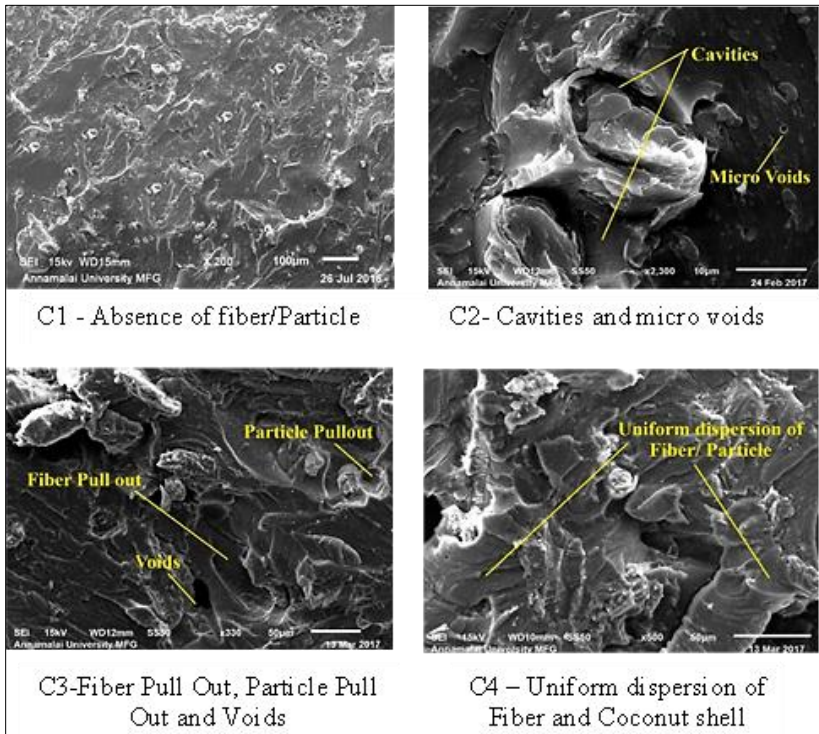 SEI 15kv WD15mm X 200 100µm
Annamalai University MFG 26 Jul 2016
C1 - Absence of fiber/Particle
Cavities
Micro Voids
SEI 15kV WD12mm SS50 x2,300 10µm
Annamalai University MFG 24 Feb 2017
C2- Cavities and micro voids
Particle Pullout
Fiber Pull out
Voids
SEI 15kV WD12mm SS50 x330 50µm
Annamalai University MFG 13 Mar 2017
C3-Fiber Pull Out, Particle Pull
Out and Voids
Uniform dispersion of
Fiber/ Particle
SEI 15kV WD10mm SS50 x500 50µm
Annamalai University MFG 13 Mar 2017
C4 – Uniform dispersion of
Fiber and Coconut shell